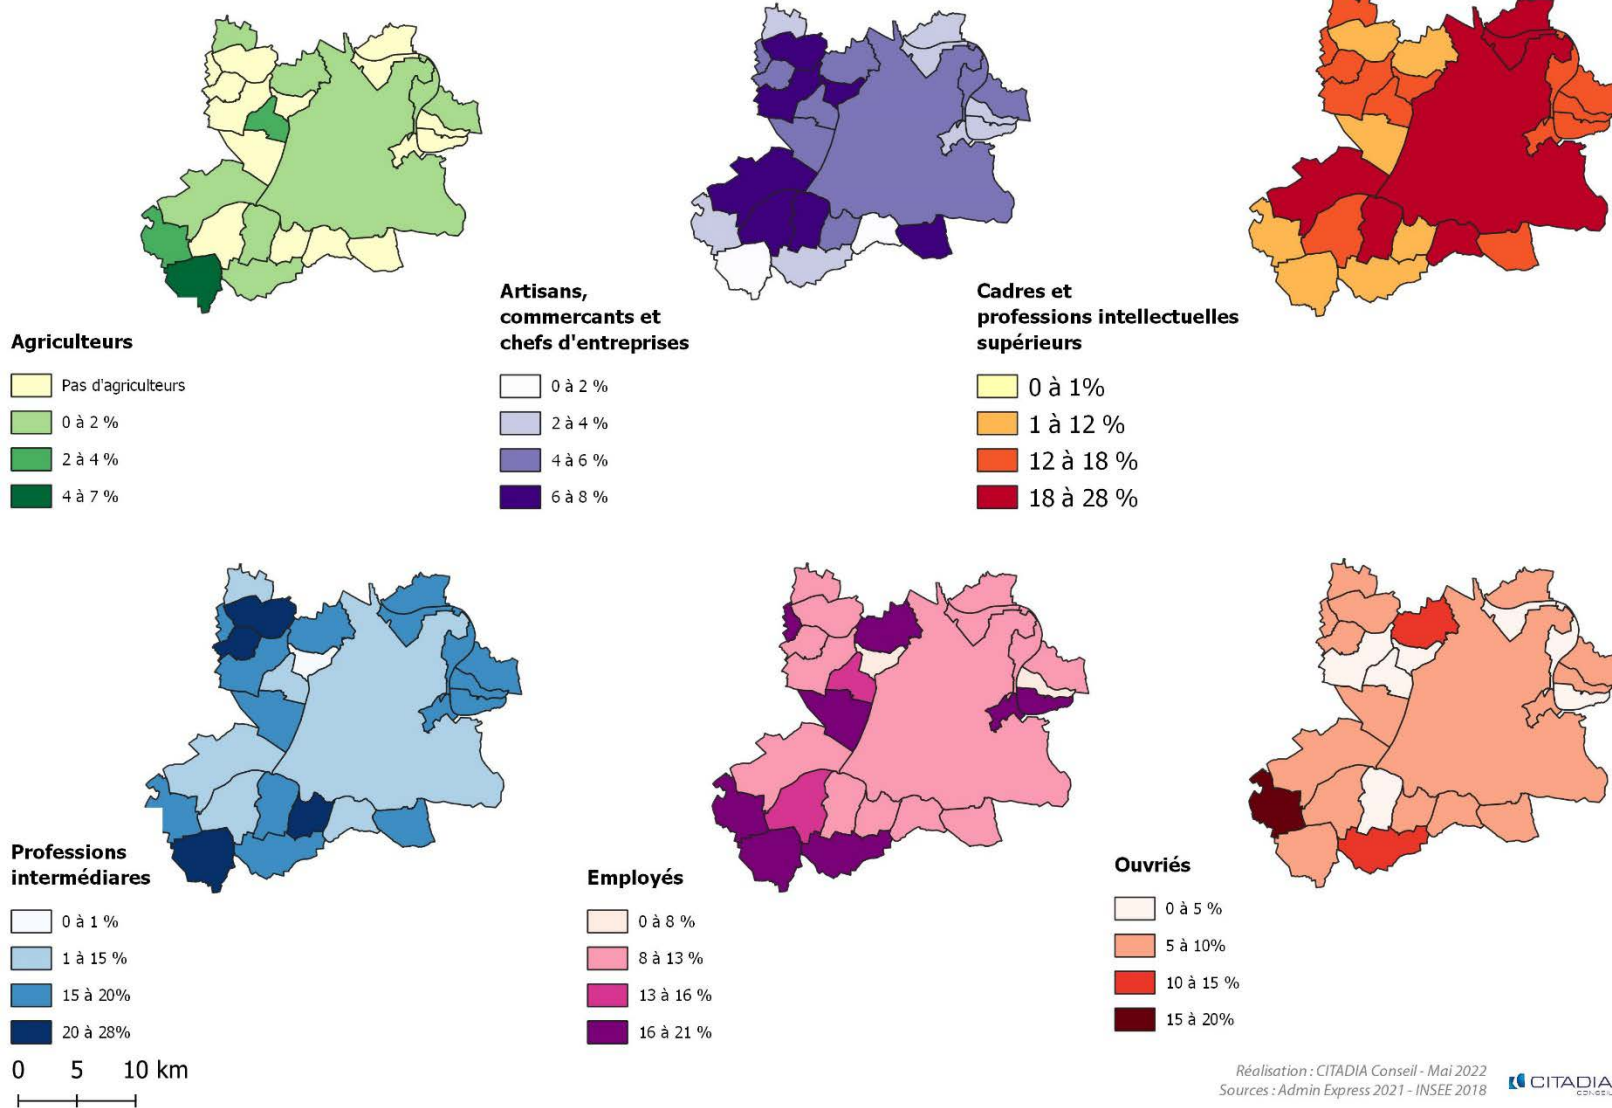 Agriculteurs
Pas d'agriculteurs
0 à 2 %
2 à 4 %
4 à 7 %
Artisans,
commercants et
chefs d'entreprises
0 à 2 %
2 à 4 %
4 à 6 %
6 à 8 %
Cadres et
professions intellectuelles
supérieurs
0 à 1%
1 à 12 %
12 à 18 %
18 à 28 %
Professions
intermédiares
0 à 1 %
1 à 15 %
15 à 20%
20 à 28%
0 5 10 km
Employés
0 à 8 %
8 à 13 %
13 à 16 %
16 à 21 %
Ouvriés
0 à 5 %
5 à 10%
10 à 15 %
15 à 20%
Réalisation : CITADIA Conseil - Mai 2022
Sources : Admin Express 2021 - INSEE 2018
CITADIA